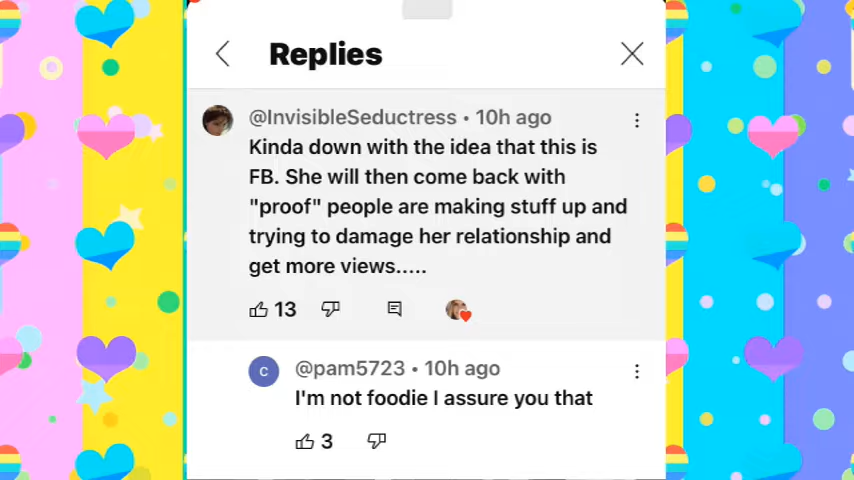 Replies
@InvisibleSeductress • 10h ago
Kinda down with the idea that this is
FB. She will then come back with
"proof" people are making stuff up and
trying to damage her relationship and
get more views.....
13
C
@pam5723 • 10h ago
I'm not foodie I assure you that
3